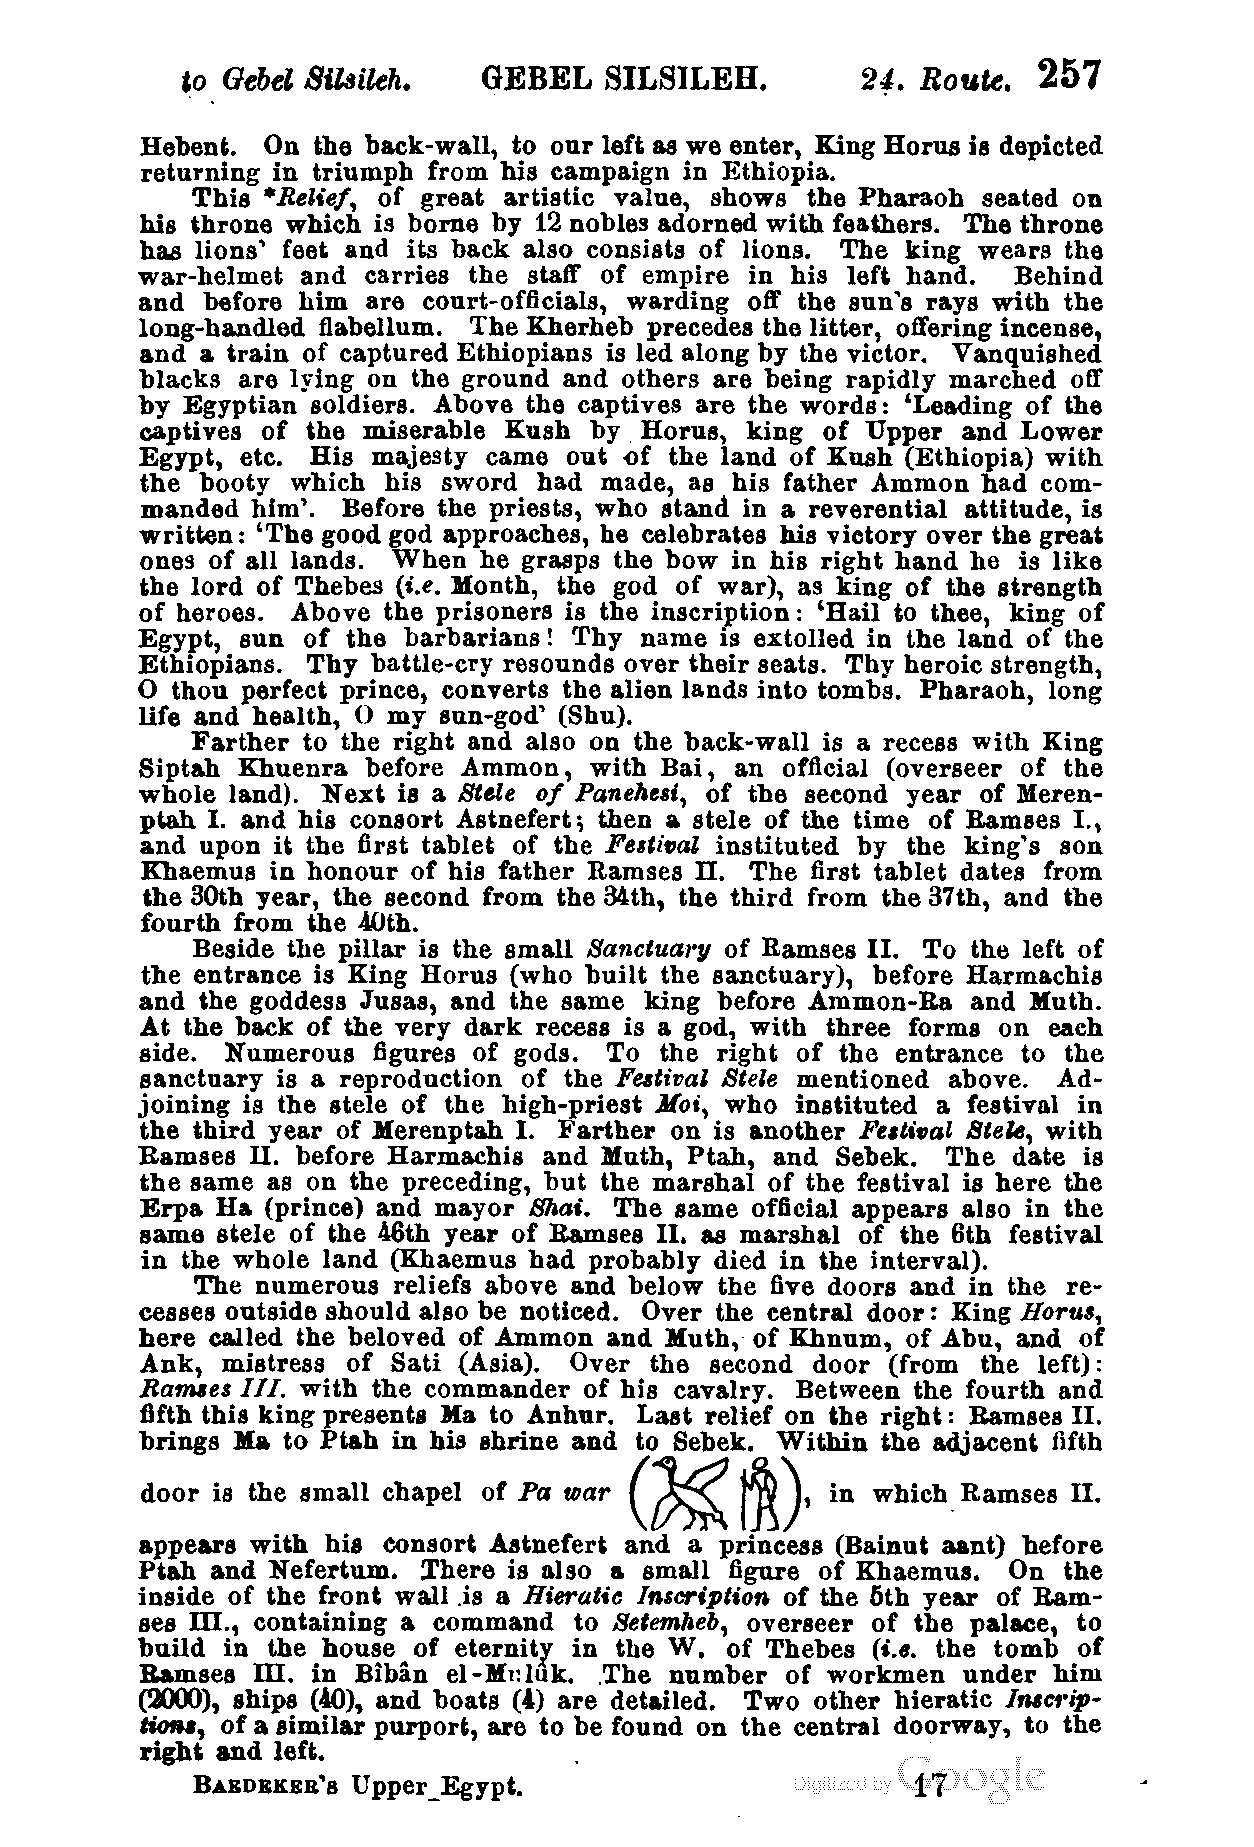 to Gebel Silsileh. GEBEL SILSILEH. 24. Route. 257
Hebent. On the back-wall, to our left as we enter, King Horus is depicted
returning in triumph from his campaign in Ethiopia.
This *Relief, of great artistic value, shows the Pharaoh seated on
his throne which is borne by 12 nobles adorned with feathers. The throne
has lions' feet and its back also consists of lions. The king wears the
war-helmet and carries the staff of empire in his left hand. Behind
and before him are court-officials, warding off the sun's rays with the
long-handled flabellum. The Kherheb precedes the litter, offering incense,
and a train of captured Ethiopians is led along by the victor. Vanquished
blacks are lying on the ground and others are being rapidly marched off
by Egyptian soldiers. Above the captives are the words: 'Leading of the
captives of the miserable Kush by Horus, king of Upper and Lower
Egypt, etc. His majesty came out of the land of Kush (Ethiopia) with
the booty which his sword had made, as his father Ammon had com-
manded him'. Before the priests, who stand in a reverential attitude, is
written: 'The good god approaches, he celebrates his victory over the great
ones of all lands. When he grasps the bow in his right hand he is like
the lord of Thebes (i.e. Month, the god of war), as king of the strength
of heroes. Above the prisoners is the inscription: 'Hail to thee, king of
Egypt, sun of the barbarians! Thy name is extolled in the land of the
Ethiopians. Thy battle-cry resounds over their seats. Thy heroic strength,
O thou perfect prince, converts the alien lands into tombs. Pharaoh, long
life and health, O my sun-god' (Shu).
Farther to the right and also on the back-wall is a recess with King
Siptah Khuenra before Ammon, with Bai, an official (overseer of the
whole land). Next is a Stele of Panehesi, of the second year of Meren-
ptah I. and his consort Astnefert; then a stele of the time of Ramses I.,
and upon it the first tablet of the Festival instituted by the king's son
Khaemus in honour of his father Ramses II. The first tablet dates from
the 30th year, the second from the 34th, the third from the 37th, and the
fourth from the 40th.
Beside the pillar is the small Sanctuary of Ramses II. To the left of
the entrance is King Horus (who built the sanctuary), before Harmachis
and the goddess Jusas, and the same king before Ammon-Ra and Muth.
At the back of the very dark recess is a god, with three forms on each
side. Numerous figures of gods. To the right of the entrance to the
sanctuary is a reproduction of the Festival Stele mentioned above. Ad-
joining is the stele of the high-priest Moi, who instituted a festival in
the third year of Merenptah I. Farther on is another Festival Stele, with
Ramses II. before Harmachis and Muth, Ptah, and Sebek. The date is
the same as on the preceding, but the marshal of the festival is here the
Erpa Ha (prince) and mayor Shai. The same official appears also in the
same stele of the 46th year of Ramses II. as marshal of the 6th festival
in the whole land (Khaemus had probably died in the interval).
The numerous reliefs above and below the five doors and in the re-
cesses outside should also be noticed. Over the central door: King Horus,
here called the beloved of Ammon and Muth, of Khnum, of Abu, and of
Ank, mistress of Sati (Asia). Over the second door (from the left):
Ramses III. with the commander of his cavalry. Between the fourth and
fifth this king presents Ma to Anhur. Last relief on the right: Ramses II.
brings Ma to Ptah in his shrine and to Sebek. Within the adjacent fifth
door is the small chapel of Pa war ( ), in which Ramses II.
appears with his consort Astnefert and a princess (Bainut aant) before
Ptah and Nefertum. There is also a small figure of Khaemus. On the
inside of the front wall is a Hieratic Inscription of the 5th year of Ram-
ses III., containing a command to Setemheb, overseer of the palace, to
build in the house of eternity in the W. of Thebes (i.e. the tomb of
Ramses III. in Bîbân el-Mulûk. The number of workmen under him
(2000), ships (40), and boats (4) are detailed. Two other hieratic Inscrip-
tions, of a similar purport, are to be found on the central doorway, to the
right and left.
BAEDEKER's Upper Egypt. 17
Digitized by Google